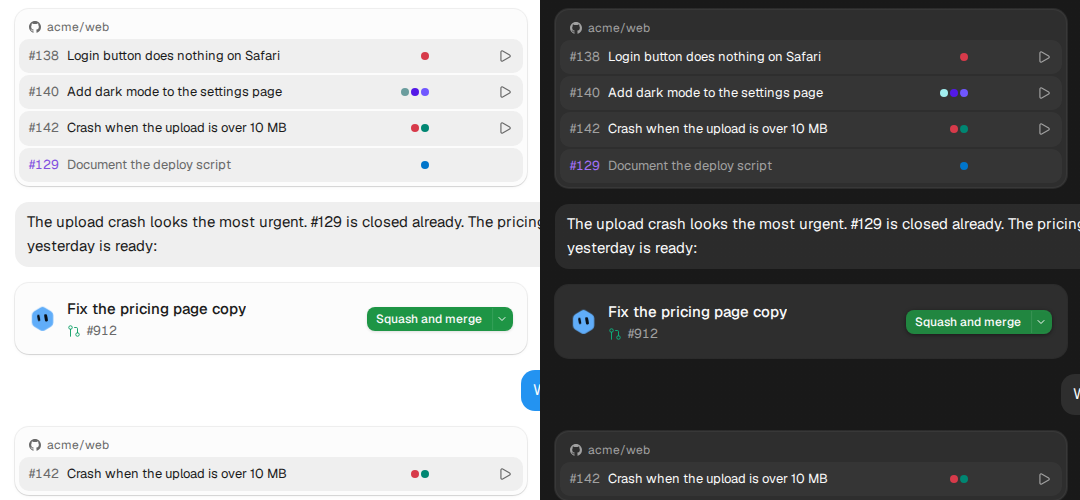 acme/web
#138 Login button does nothing on Safari
#140 Add dark mode to the settings page
#142 Crash when the upload is over 10 MB
#129 Document the deploy script
The upload crash looks the most urgent. #129 is closed already. The pricing
yesterday is ready:
Fix the pricing page copy
#912
Squash and merge
W
acme/web
#142 Crash when the upload is over 10 MB
acme/web
#138 Login button does nothing on Safari
#140 Add dark mode to the settings page
#142 Crash when the upload is over 10 MB
#129 Document the deploy script
The upload crash looks the most urgent. #129 is closed already. The pricing
yesterday is ready:
Fix the pricing page copy
#912
Squash and merge
W
acme/web
#142 Crash when the upload is over 10 MB